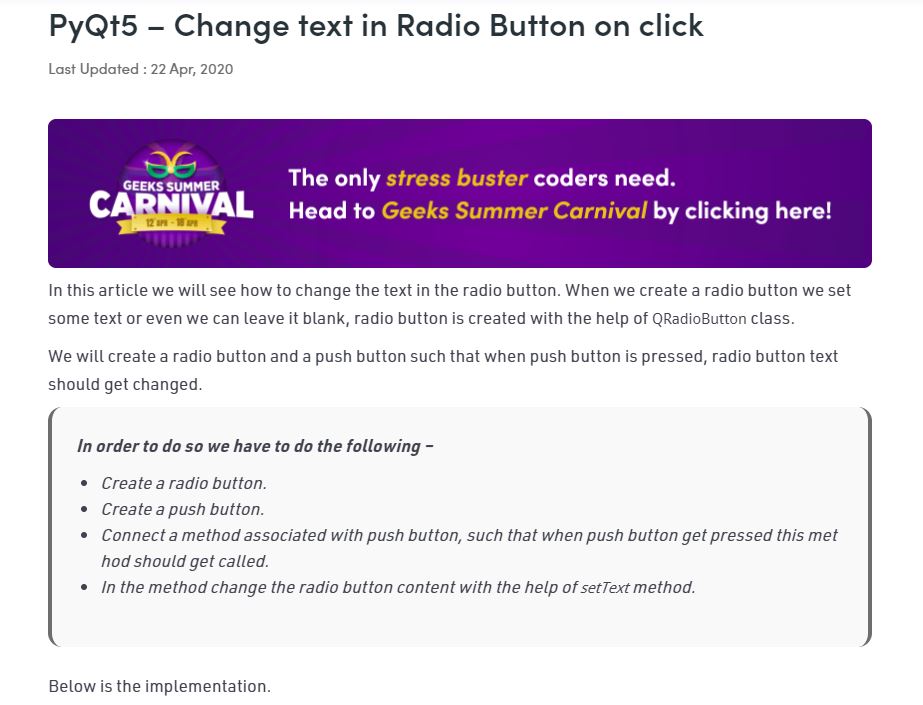 PyQt5 – Change text in Radio Button on click
Last Updated : 22 Apr, 2020
GEEKS SUMMER
CARNIVAL
12 APR - 18 APR
The only stress buster coders need.
Head to Geeks Summer Carnival by clicking here!
In this article we will see how to change the text in the radio button. When we create a radio button we set
some text or even we can leave it blank, radio button is created with the help of QRadioButton class.
We will create a radio button and a push button such that when push button is pressed, radio button text
should get changed.
In order to do so we have to do the following –
• Create a radio button.
• Create a push button.
• Connect a method associated with push button, such that when push button get pressed this met
hod should get called.
• In the method change the radio button content with the help of setText method.
Below is the implementation.